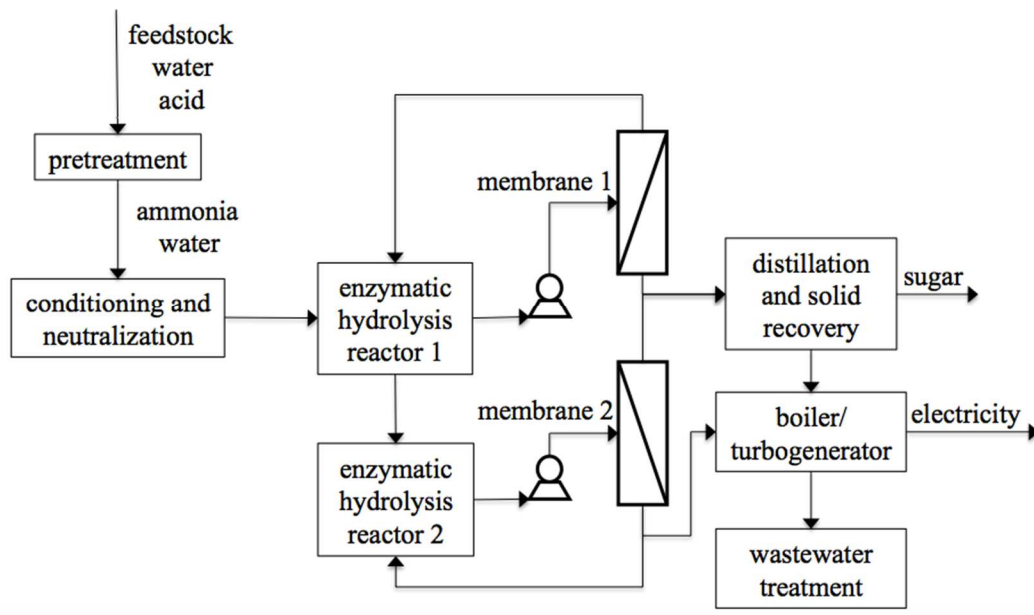 feedstock
water
acid
pretreatment
ammonia
water
conditioning and
neutralization
enzymatic
hydrolysis
reactor 1
enzymatic
hydrolysis
reactor 2
membrane 1
membrane 2
distillation
and solid
recovery
sugar
boiler/
turbogenerator
electricity
wastewater
treatment